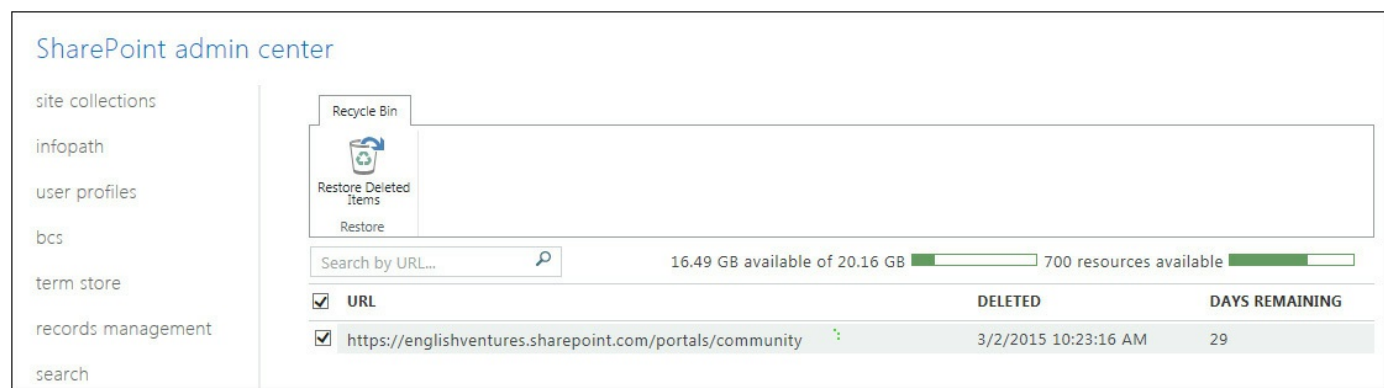 SharePoint admin center
site collections
infopath
user profiles
bcs
term store
records management
search
Recycle Bin
Restore Deleted
Items
Restore
Search by URL...
16.49 GB available of 20.16 GB 700 resources available
URL DELETED DAYS REMAINING
https://englishventures.sharepoint.com/portals/community 3/2/2015 10:23:16 AM 29